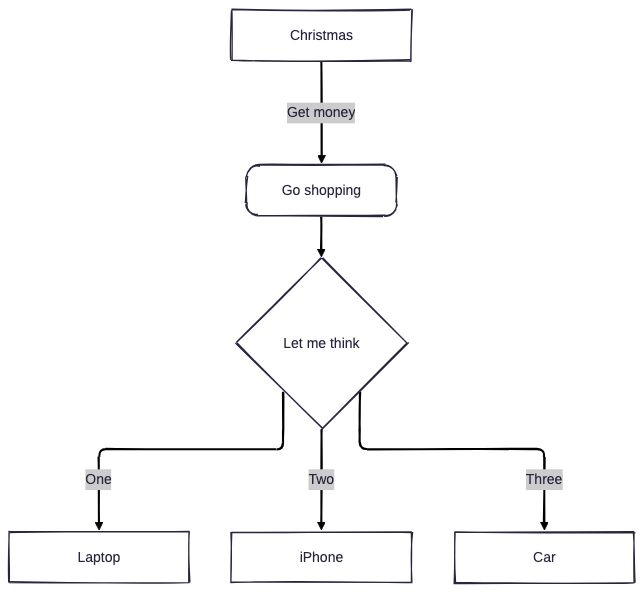 Christmas
Get money
Go shopping
Let me think
One
Two
Three
Laptop
iPhone
Car